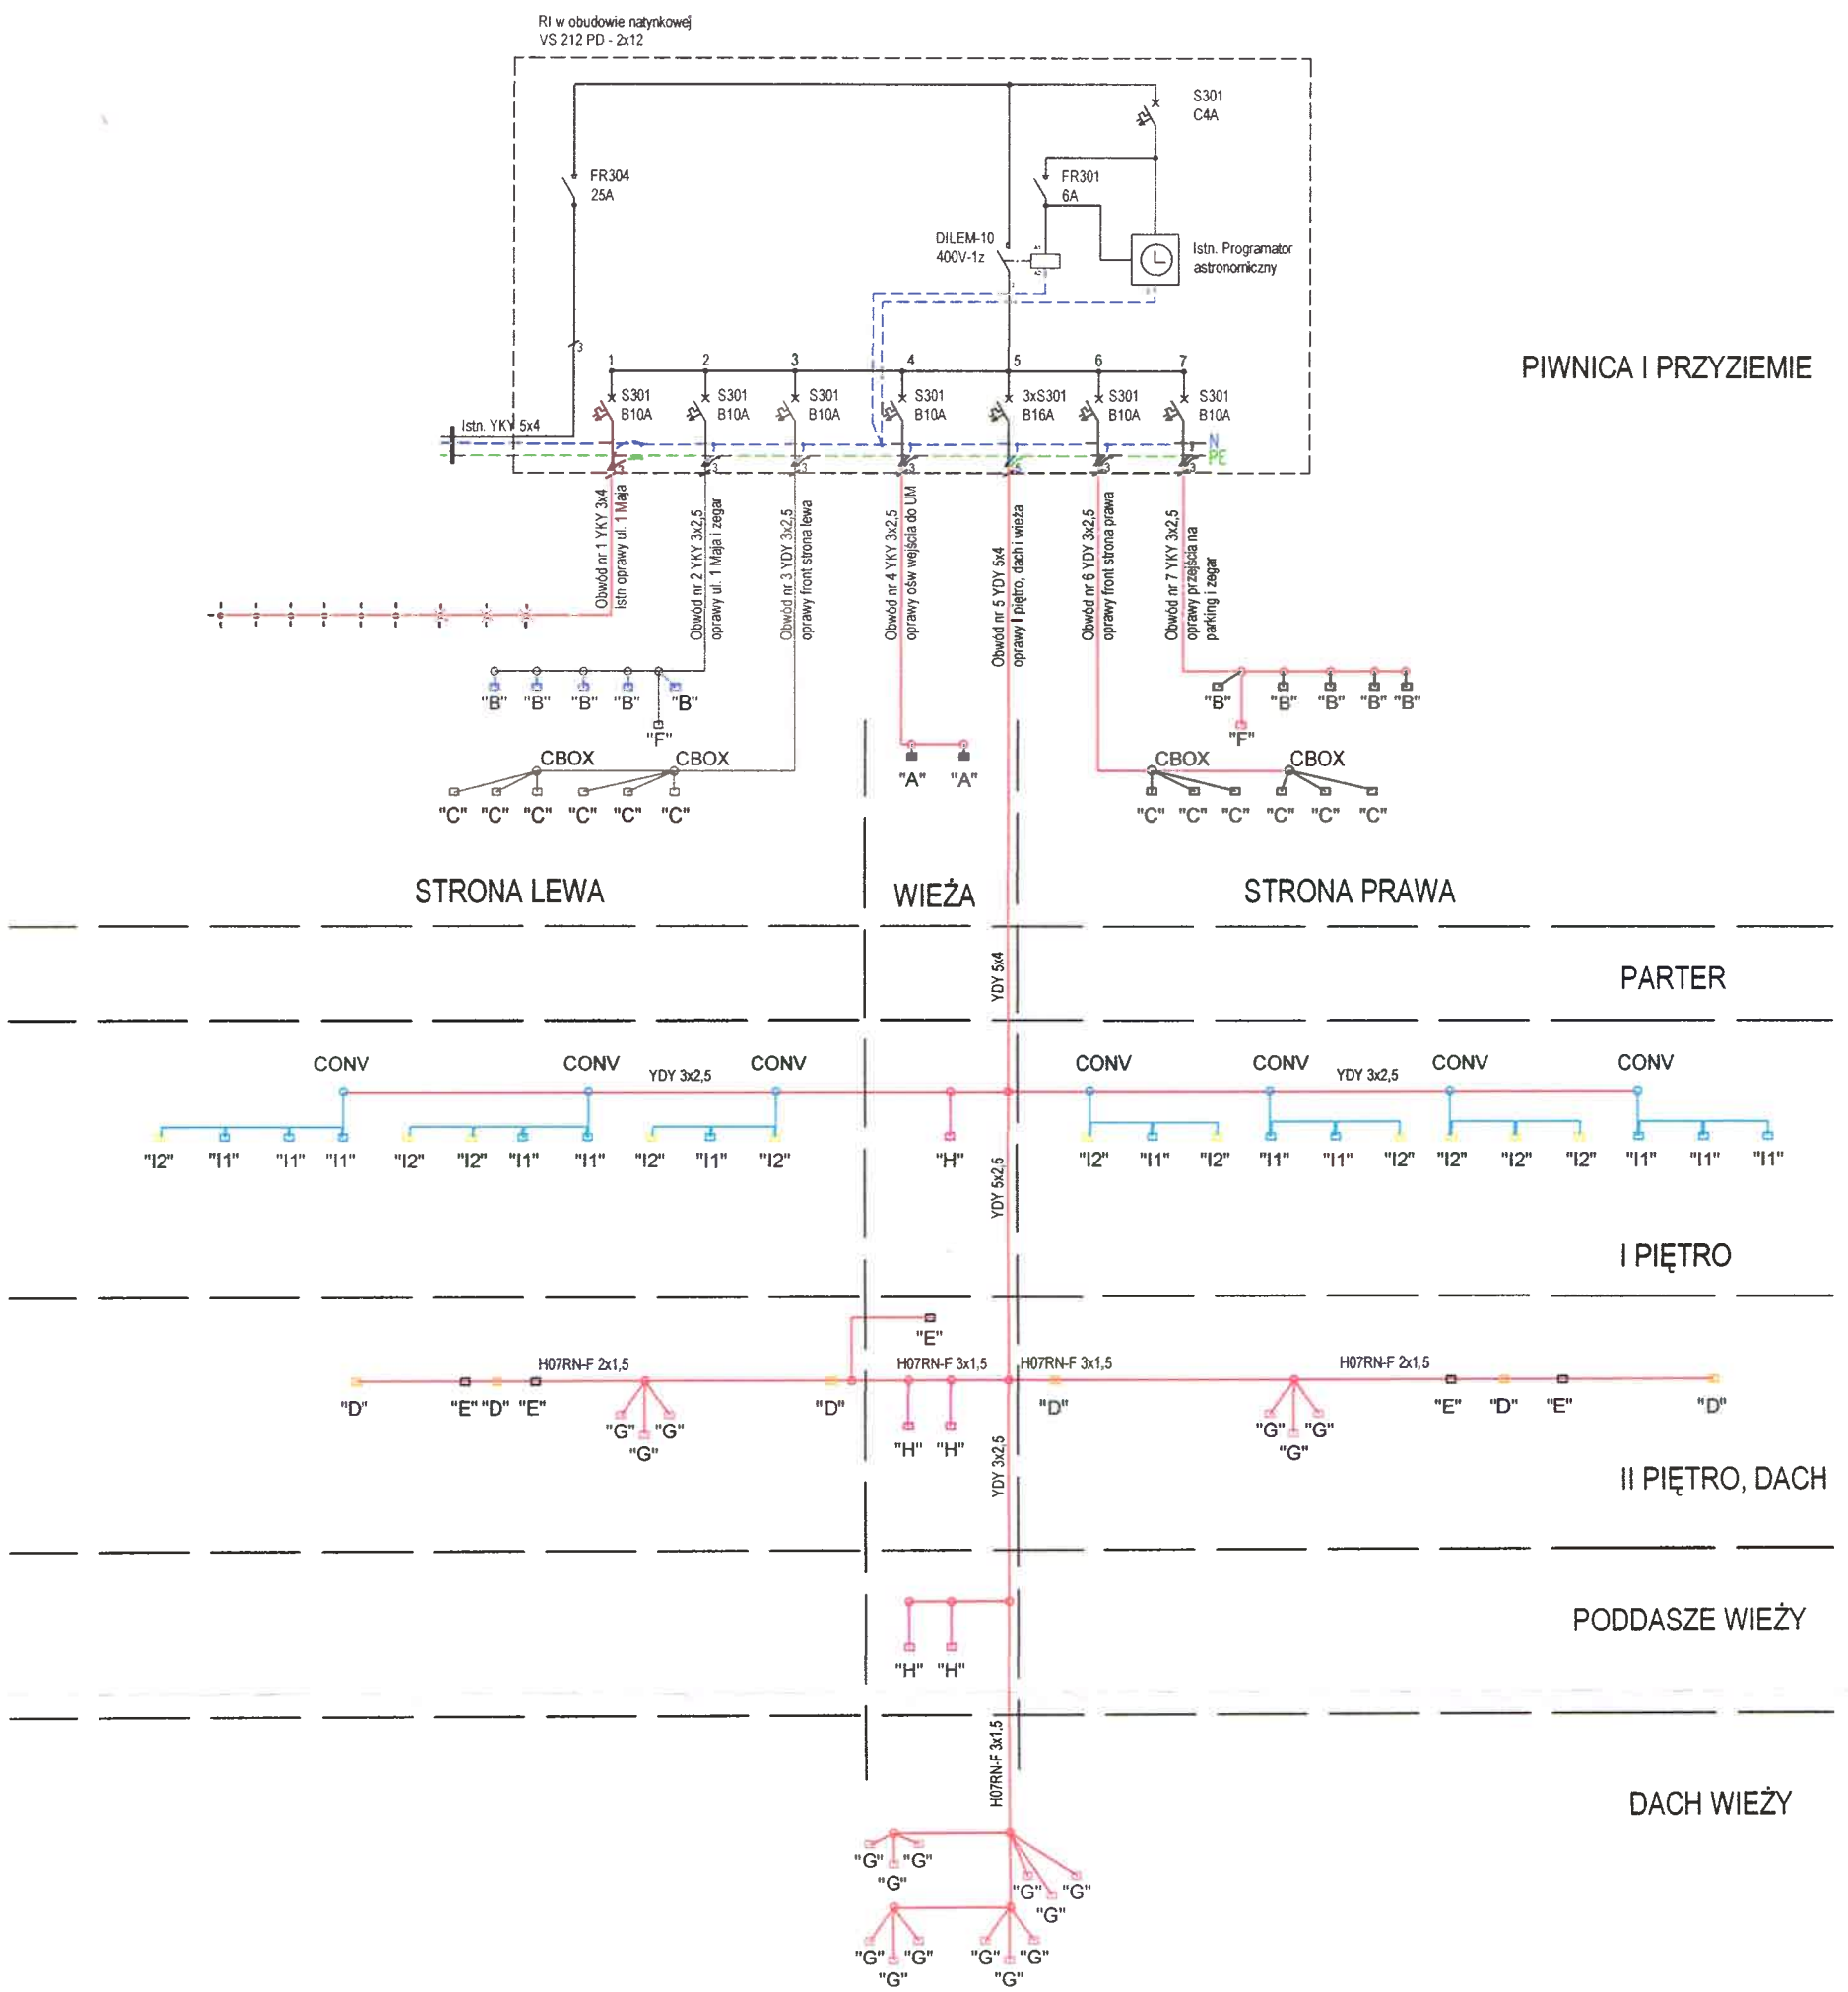 RI w obudowie natynkowej
VS 212 PD - 2x12
S301
C4A
FR304
25A
FR301
6A
DILEM-10
400V-1z
A1
A2
Istn. Programator
astronomiczny
PIWNICA I PRZYZIEMIE
3
1 2 3 4 5 6 7
S301 S301 S301 S301 3xS301 S301 S301
B10A B10A B10A B10A B16A B10A B10A
Istn. YKY 5x4
N
PE
3 3 3 3 5 3 3
Obwód nr 1 YKY 3x4
Istn oprawy ul. 1 Maja
Obwód nr 2 YKY 3x2,5
oprawy ul. 1 Maja i zegar
Obwód nr 3 YDY 3x2,5
oprawy front strona lewa
Obwód nr 4 YKY 3x2,5
oprawy ośw wejścia do UM
Obwód nr 5 YDY 5x4
oprawy I piętro, dach i wieża
Obwód nr 6 YDY 3x2,5
oprawy front strona prawa
Obwód nr 7 YKY 3x2,5
oprawy przejścia na
parking i zegar
"B" "B" "B" "B" "B" "B" "B" "B" "B" "B"
"F" "F"
CBOX CBOX CBOX CBOX
"A" "A"
"C" "C" "C" "C" "C" "C" "C" "C" "C" "C" "C" "C"
STRONA LEWA WIEŻA STRONA PRAWA
YDY 5x4
PARTER
CONV CONV CONV CONV CONV CONV CONV
YDY 3x2,5 YDY 3x2,5
"I2" "I1" "I1" "I1" "I2" "I2" "I1" "I1" "I2" "I1" "I2" "H" "I2" "I1" "I2" "I1" "I1" "I2" "I2" "I2" "I2" "I1" "I1" "I1"
YDY 5x2,5
I PIĘTRO
"E"
H07RN-F 2x1,5 H07RN-F 3x1,5 H07RN-F 3x1,5 H07RN-F 2x1,5
"D" "E" "D" "E" "D" "D" "E" "D" "E" "D"
"G" "G" "G" "G"
"G" "H" "H" "G"
YDY 3x2,5
II PIĘTRO, DACH
PODDASZE WIEŻY
"H" "H"
H07RN-F 3x1,5
DACH WIEŻY
"G" "G"
"G" "G" "G"
"G"
"G" "G" "G" "G"
"G" "G"